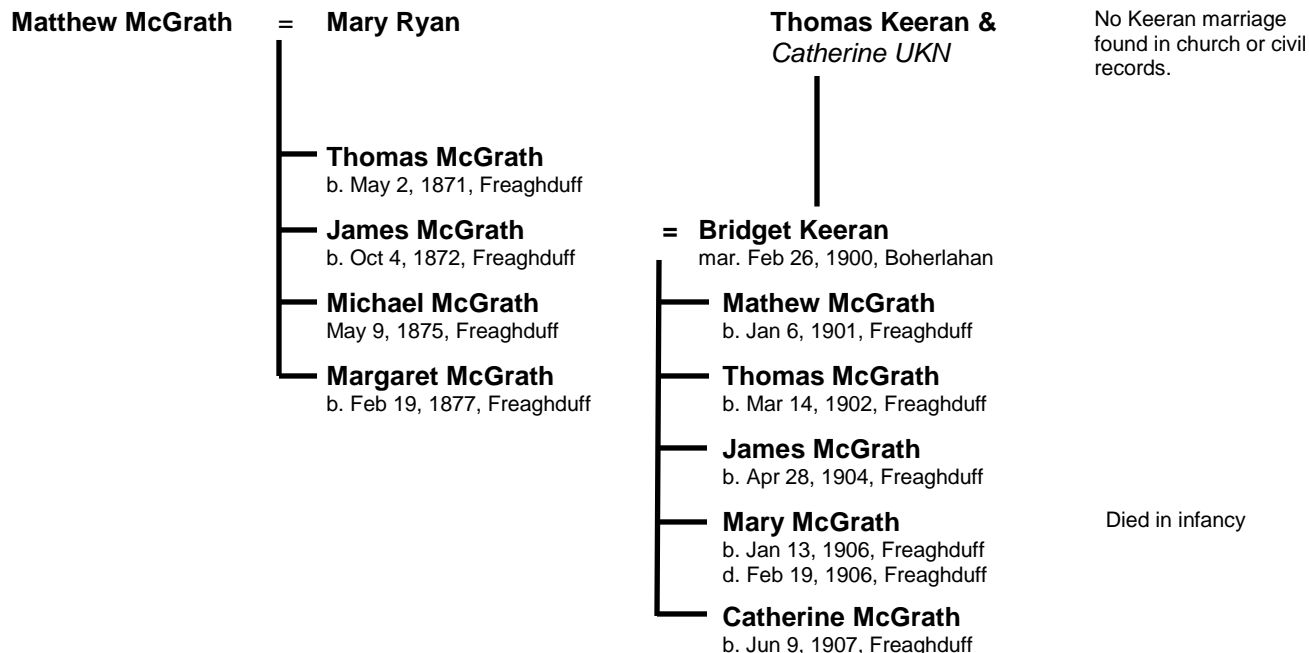 Matthew McGrath = Mary Ryan
Thomas Keeran &
Catherine UKN
No Keeran marriage
found in church or civil
records.
Thomas McGrath
b. May 2, 1871, Freaghduff
James McGrath
b. Oct 4, 1872, Freaghduff
= Bridget Keeran
mar. Feb 26, 1900, Boherlahan
Michael McGrath
May 9, 1875, Freaghduff
Margaret McGrath
b. Feb 19, 1877, Freaghduff
Mathew McGrath
b. Jan 6, 1901, Freaghduff
Thomas McGrath
b. Mar 14, 1902, Freaghduff
James McGrath
b. Apr 28, 1904, Freaghduff
Mary McGrath
b. Jan 13, 1906, Freaghduff
d. Feb 19, 1906, Freaghduff
Died in infancy
Catherine McGrath
b. Jun 9, 1907, Freaghduff